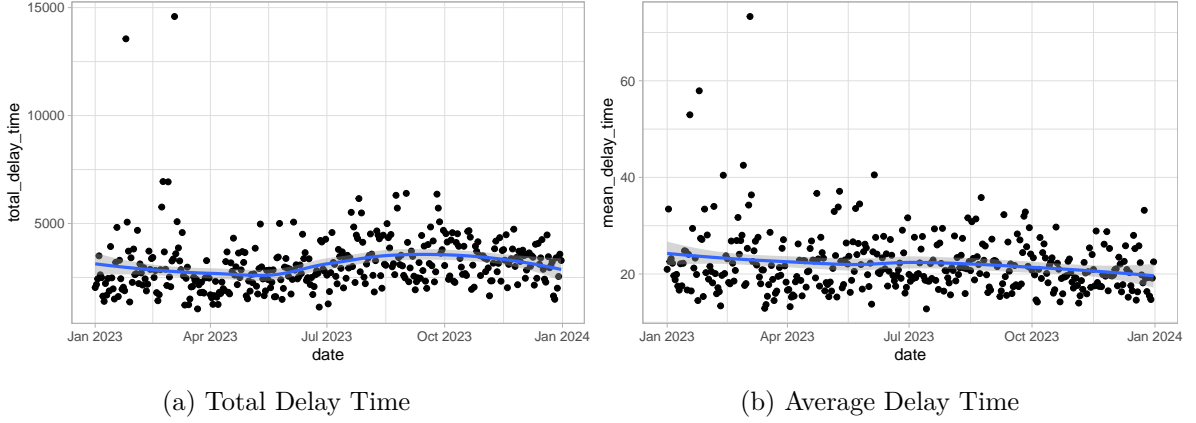 15000
10000
5000
total_delay_time
Jan 2023 Apr 2023 Jul 2023 Oct 2023 Jan 2024
date
(a) Total Delay Time
60
40
20
mean_delay_time
Jan 2023 Apr 2023 Jul 2023 Oct 2023 Jan 2024
date
(b) Average Delay Time